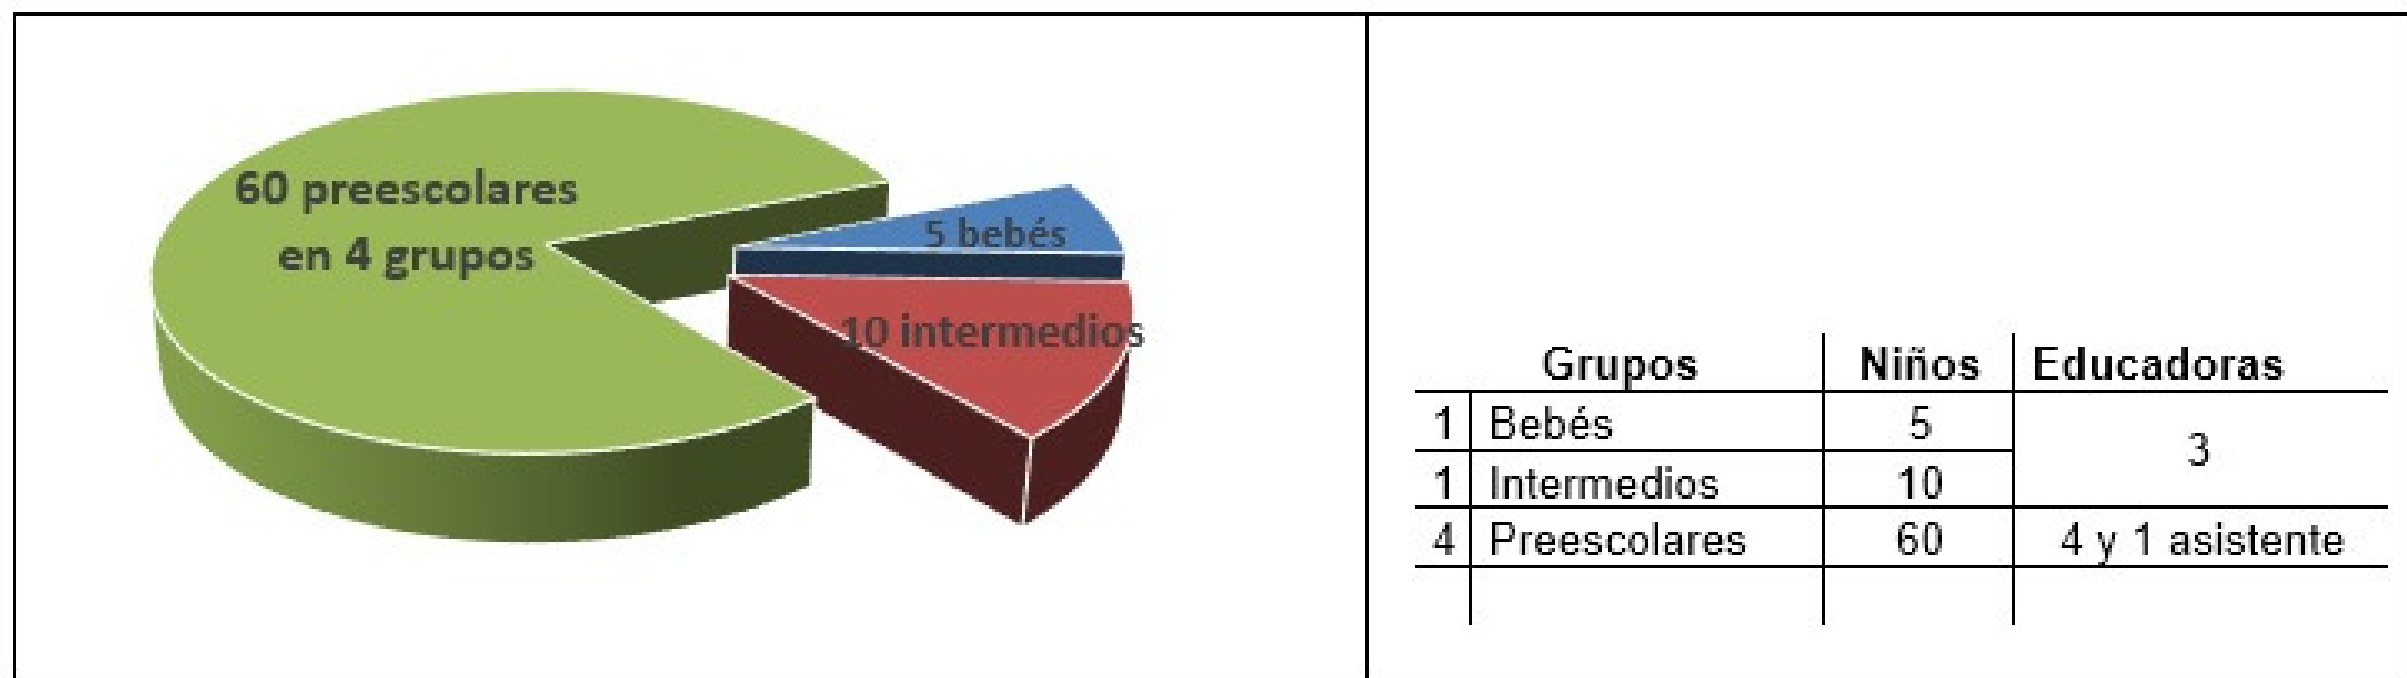 60 preescolares
en 4 grupos
5 bebés
10 intermedios
Grupos Niños Educadoras
1 Bebés 5 3
1 Intermedios 10
4 Preescolares 60 4 y 1 asistente